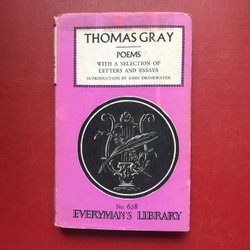 THOMAS GRAY
POEMS
WITH A SELECTION OF
LETTERS AND ESSAYS
INTRODUCTION BY JOHN DRINKWATER
No. 628
EVERYMAN'S LIBRARY